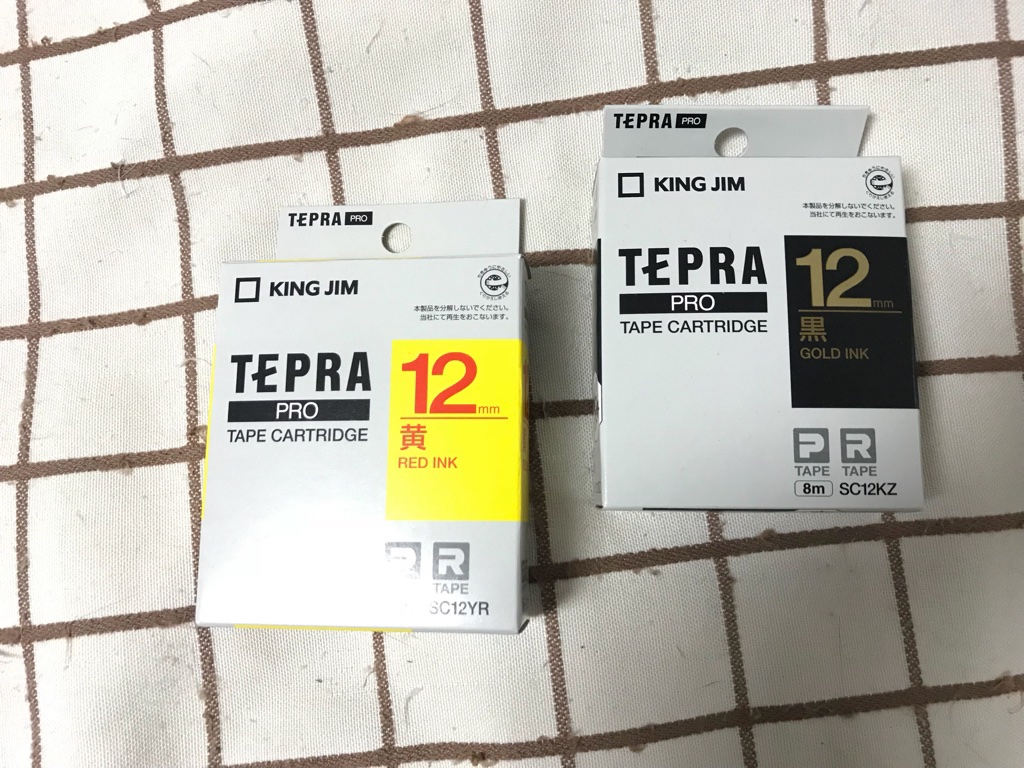 TEPRA PRO
KING JIM
本製品を分解しないでください。
当社にて再生をおこないます。
TEPRA
PRO
TAPE CARTRIDGE
12mm
黄
RED INK
R
TAPE
SC12YR
TEPRA PRO
KING JIM
本製品を分解しないでください。
当社にて再生をおこないます。
TEPRA
PRO
TAPE CARTRIDGE
12mm
黒
GOLD INK
P R
TAPE TAPE
8m SC12KZ